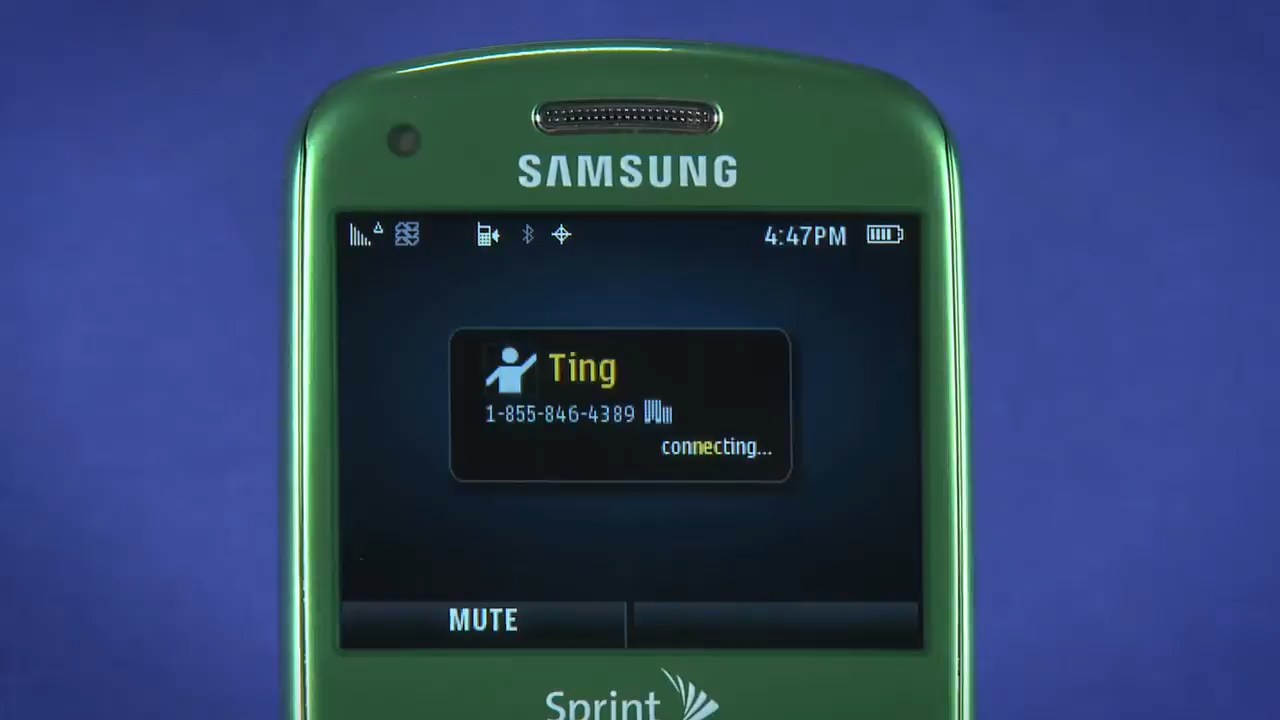 SAMSUNG
4:47PM
Ting
1-855-846-4389
connecting...
MUTE
Sprint